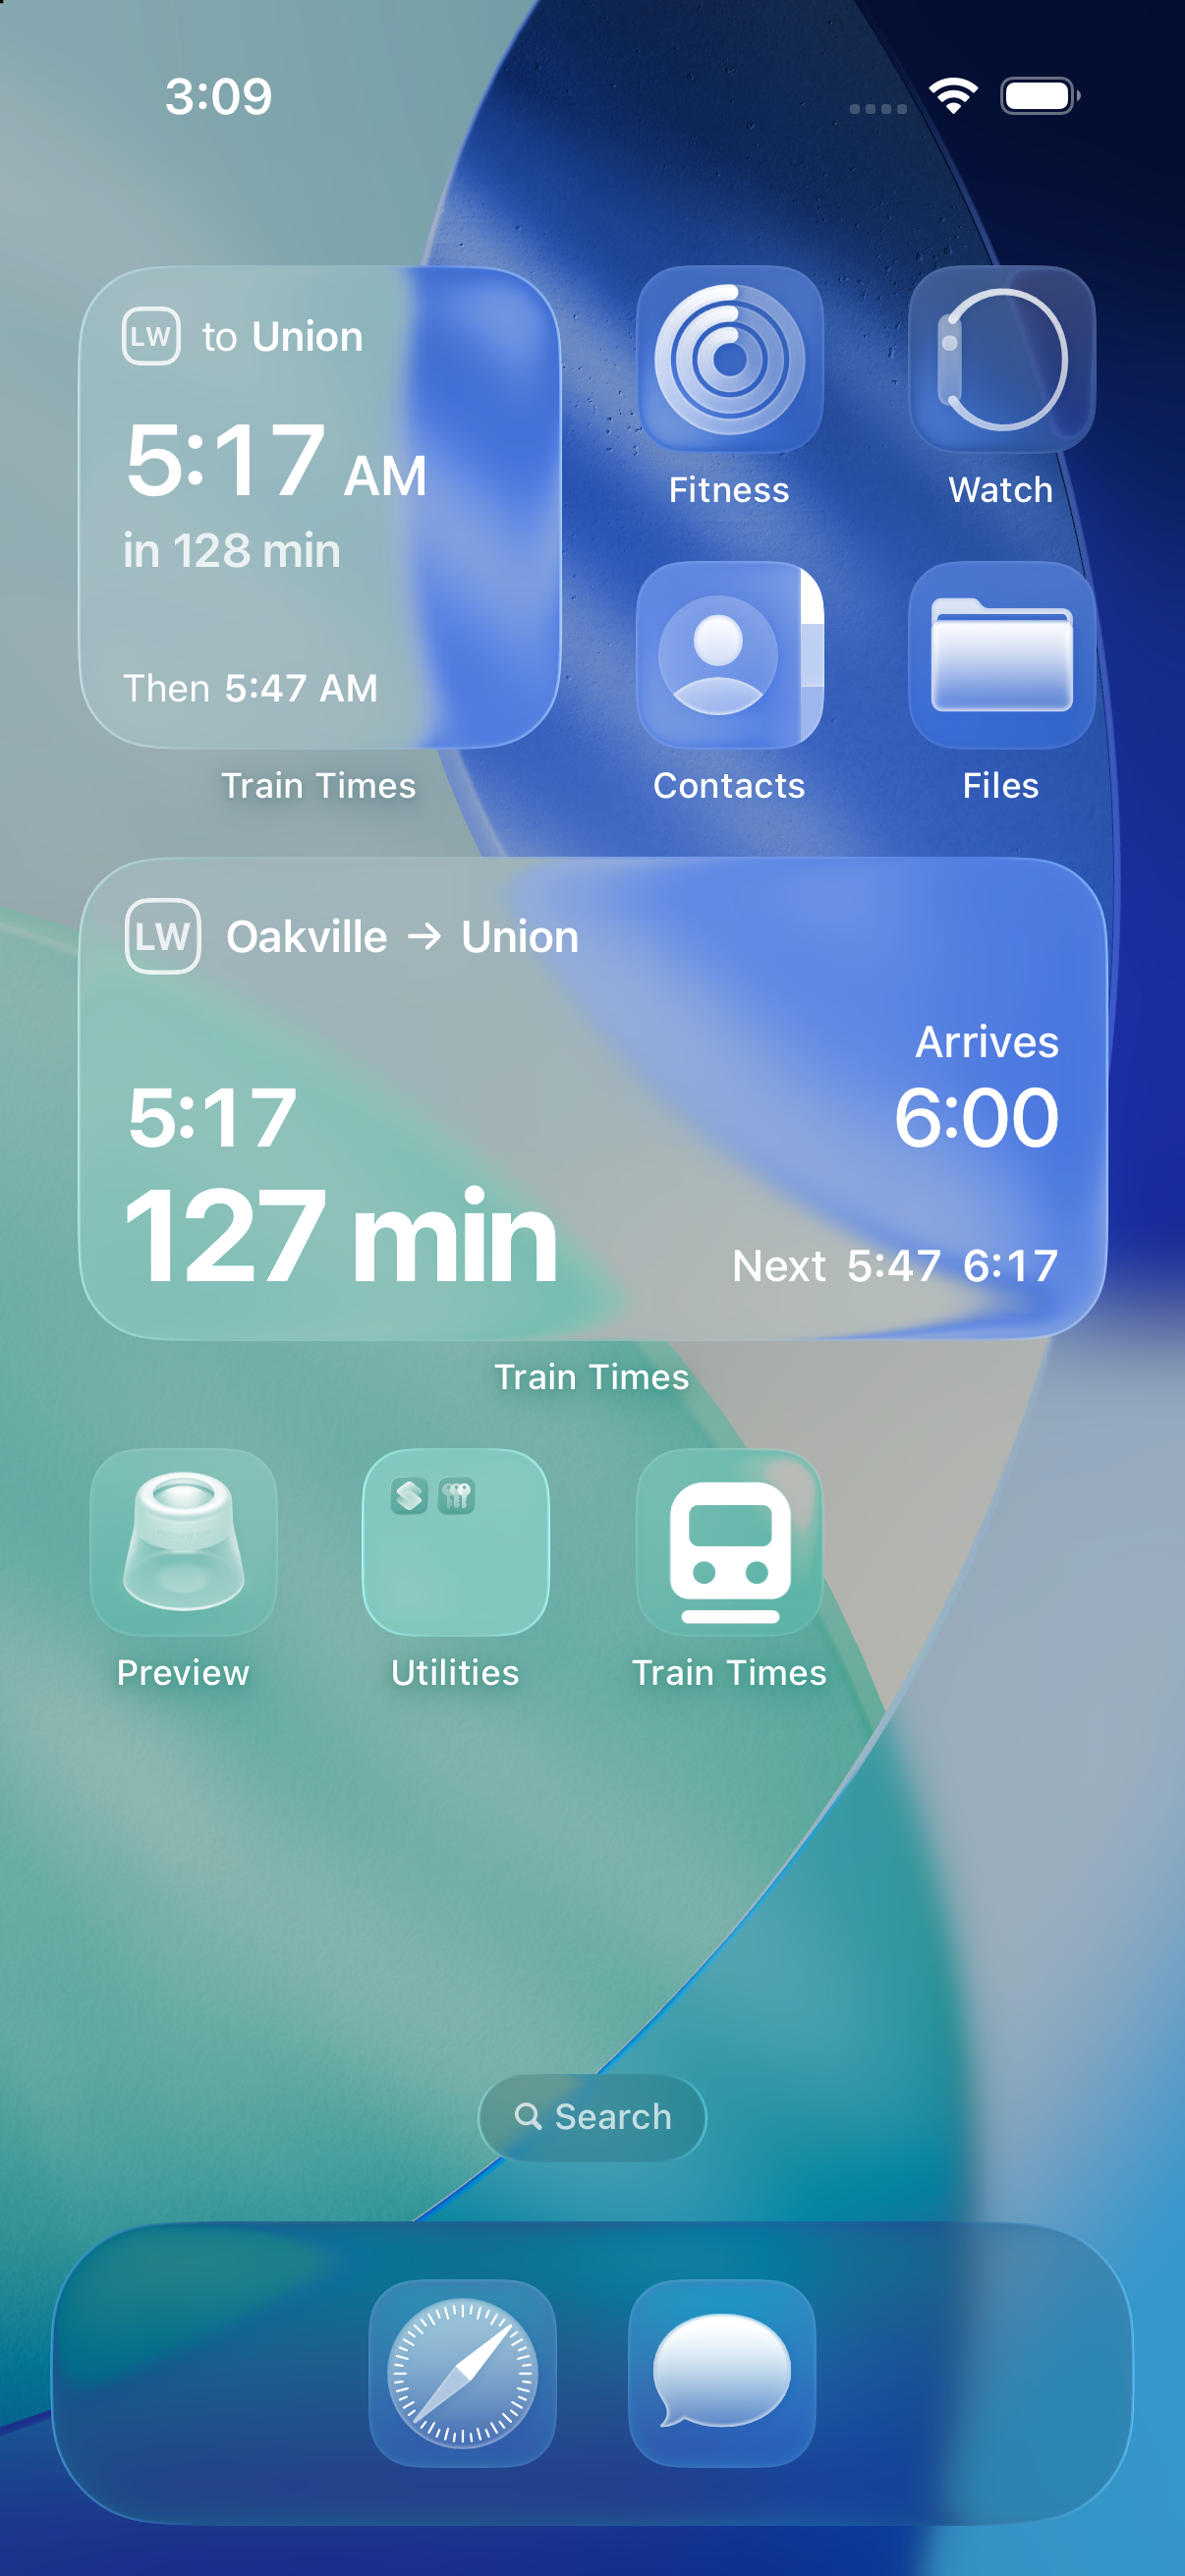 3:09
LW to Union
5:17 AM
in 128 min
Then 5:47 AM
Train Times
Fitness
Watch
Contacts
Files
LW Oakville → Union
Arrives
5:17
6:00
127 min
Next 5:47 6:17
Train Times
Preview
Utilities
Train Times
Search